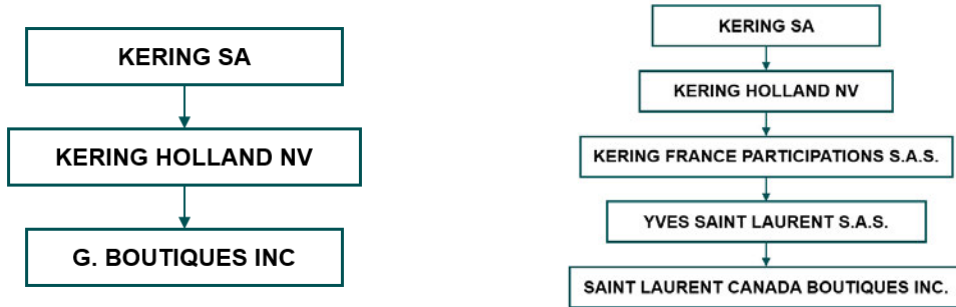 KERING SA
KERING HOLLAND NV
G. BOUTIQUES INC
KERING SA
KERING HOLLAND NV
KERING FRANCE PARTICIPATIONS S.A.S.
YVES SAINT LAURENT S.A.S.
SAINT LAURENT CANADA BOUTIQUES INC.